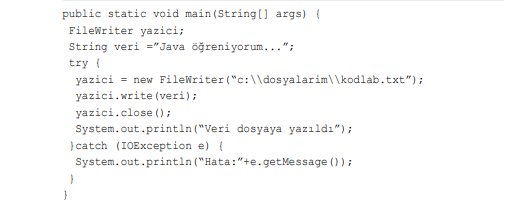 public static void main(String[] args) {
FileWriter yazici;
String veri =”Java öğreniyorum...”;
try {
yazici = new FileWriter(“c:\\dosyalarim\\kodlab.txt”);
yazici.write(veri);
yazici.close();
System.out.println(“Veri dosyaya yazıldı”);
}catch (IOException e) {
System.out.println(“Hata:”+e.getMessage());
}
}